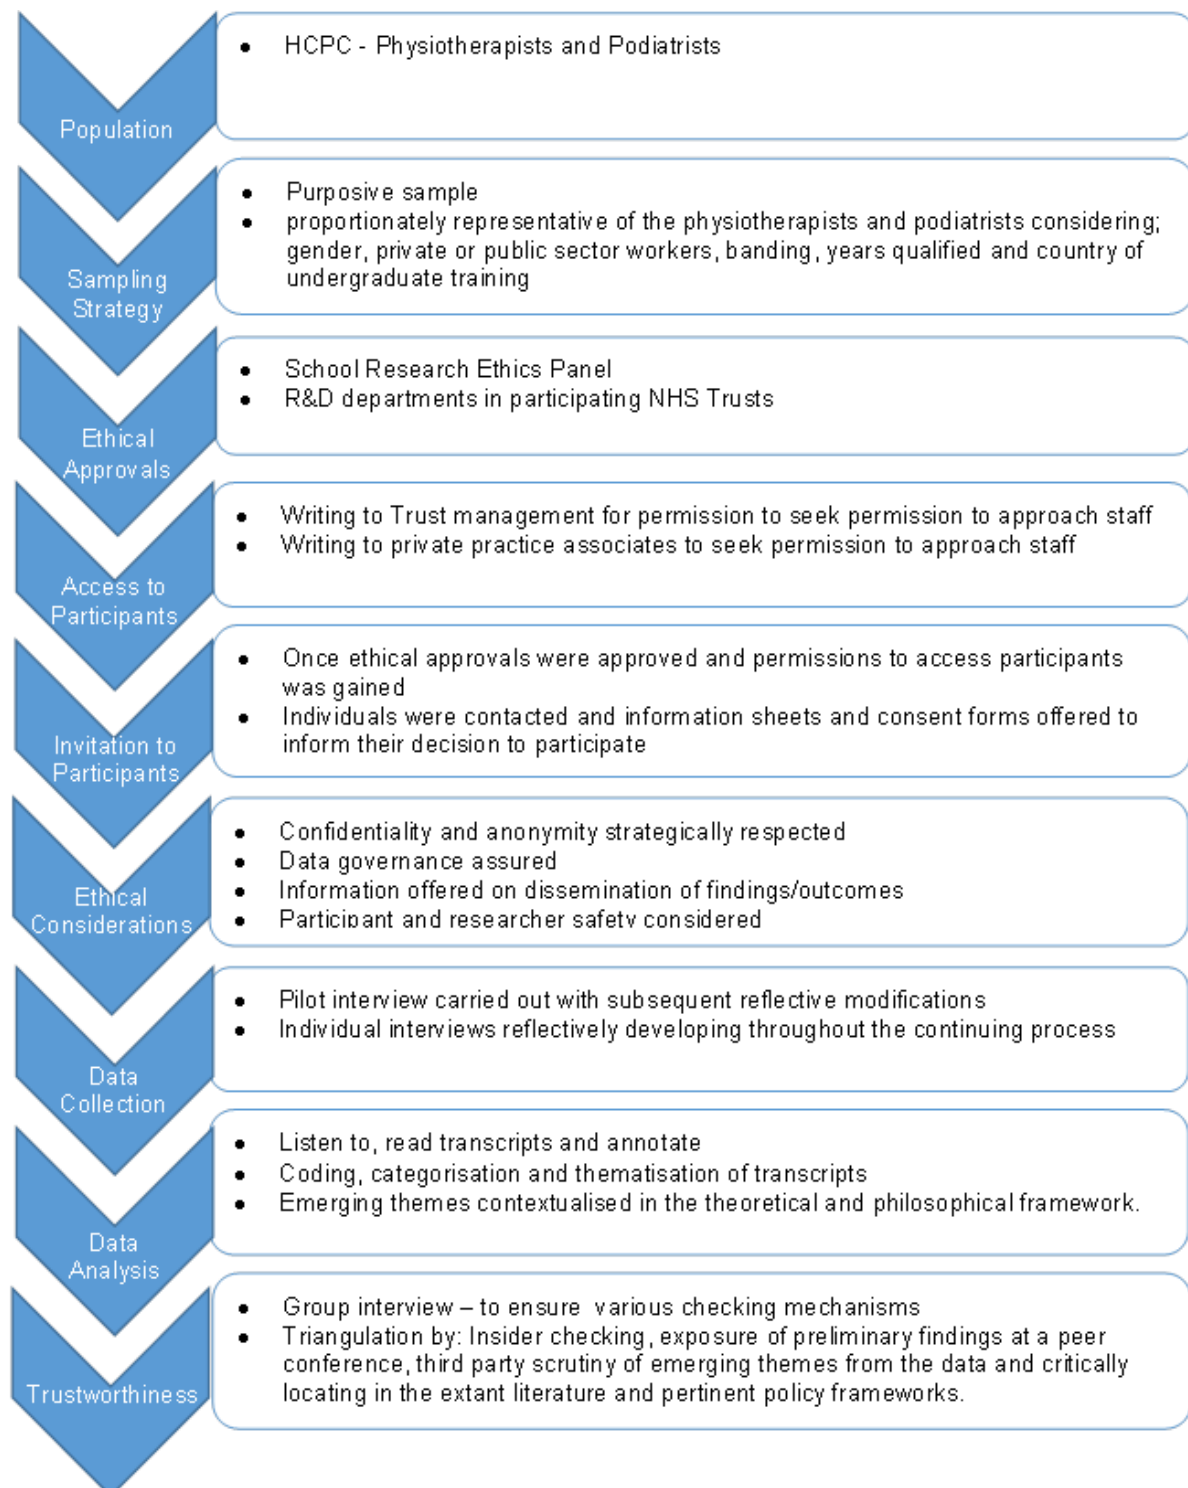 • HCPC - Physiotherapists and Podiatrists
Population
• Purposive sample
• proportionately representative of the physiotherapists and podiatrists considering;
gender, private or public sector workers, banding, years qualified and country of
undergraduate training
Sampling
Strategy
• School Research Ethics Panel
• R&D departments in participating NHS Trusts
Ethical
Approvals
• Writing to Trust management for permission to seek permission to approach staff
• Writing to private practice associates to seek permission to approach staff
Access to
Participants
• Once ethical approvals were approved and permissions to access participants
was gained
• Individuals were contacted and information sheets and consent forms offered to
inform their decision to participate
Invitation to
Participants
• Confidentiality and anonymity strategically respected
• Data governance assured
• Information offered on dissemination of findings/outcomes
• Participant and researcher safety considered
Ethical
Considerations
• Pilot interview carried out with subsequent reflective modifications
• Individual interviews reflectively developing throughout the continuing process
Data
Collection
• Listen to, read transcripts and annotate
• Coding, categorisation and thematisation of transcripts
• Emerging themes contextualised in the theoretical and philosophical framework.
Data
Analysis
• Group interview – to ensure various checking mechanisms
• Triangulation by: Insider checking, exposure of preliminary findings at a peer
conference, third party scrutiny of emerging themes from the data and critically
locating in the extant literature and pertinent policy frameworks.
Trustworthiness